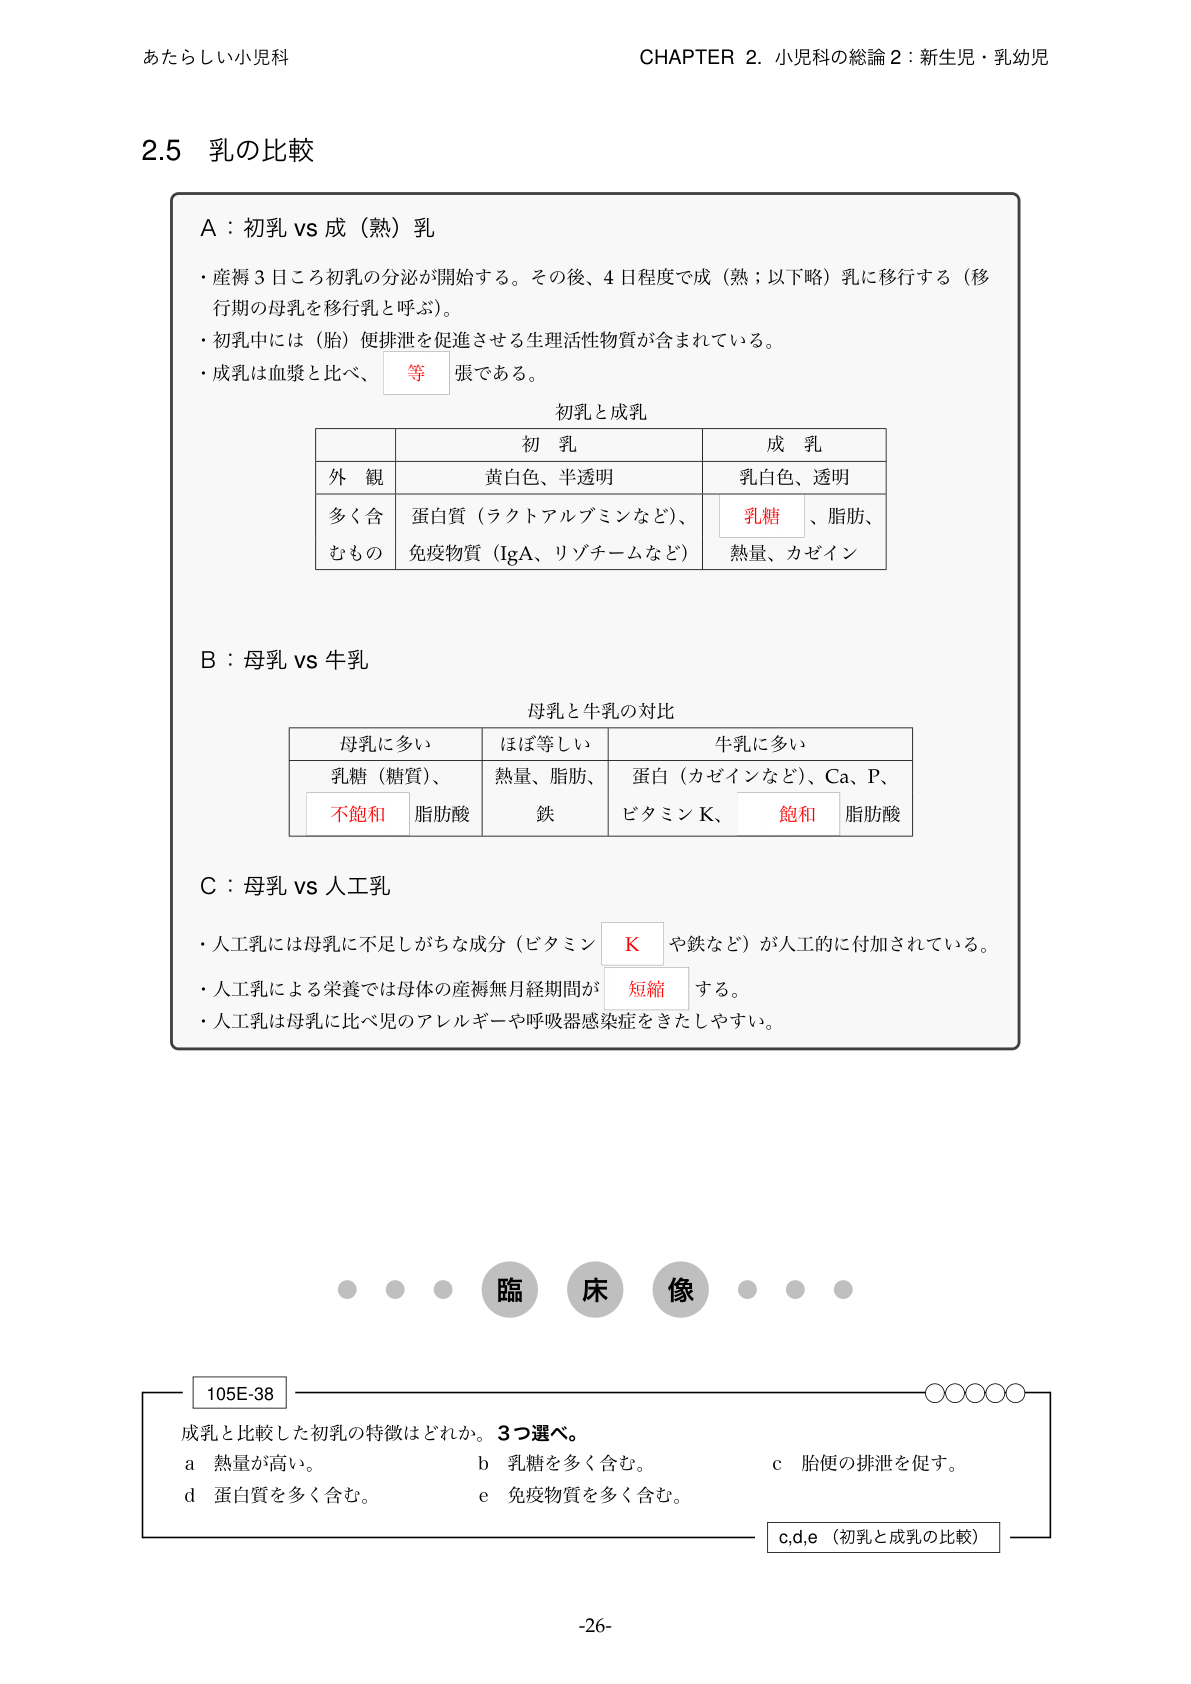 あたらしい小児科
CHAPTER 2. 小児科の総論2：新生児・乳幼児
2.5 乳の比較
A：初乳 vs 成（熟）乳
・産褥3日ころ初乳の分泌が開始する。その後、4日程度で成（熟；以下略）乳に移行する（移
行期の母乳を移行乳と呼ぶ）。
・初乳中には（胎）便排泄を促進させる生理活性物質が含まれている。
・成乳は血漿と比べ、 等 張である。
初乳と成乳
初 乳 成 乳
外 観 黄白色、半透明 乳白色、透明
多く含 蛋白質（ラクトアルブミンなど）、 乳糖 、脂肪、
むもの 免疫物質（IgA、リゾチームなど） 熱量、カゼイン
B：母乳 vs 牛乳
母乳と牛乳の対比
母乳に多い ほぼ等しい 牛乳に多い
乳糖（糖質）、 熱量、脂肪、 蛋白（カゼインなど）、Ca、P、
不飽和 脂肪酸 鉄 ビタミンK、 飽和 脂肪酸
C：母乳 vs 人工乳
・人工乳には母乳に不足しがちな成分（ビタミン K や鉄など）が人工的に付加されている。
・人工乳による栄養では母体の産褥無月経期間が 短縮 する。
・人工乳は母乳に比べ児のアレルギーや呼吸器感染症をきたしやすい。
臨 床 像
105E-38
成乳と比較した初乳の特徴はどれか。3つ選べ。
a 熱量が高い。 b 乳糖を多く含む。 c 胎便の排泄を促す。
d 蛋白質を多く含む。 e 免疫物質を多く含む。
c,d,e（初乳と成乳の比較）
-26-